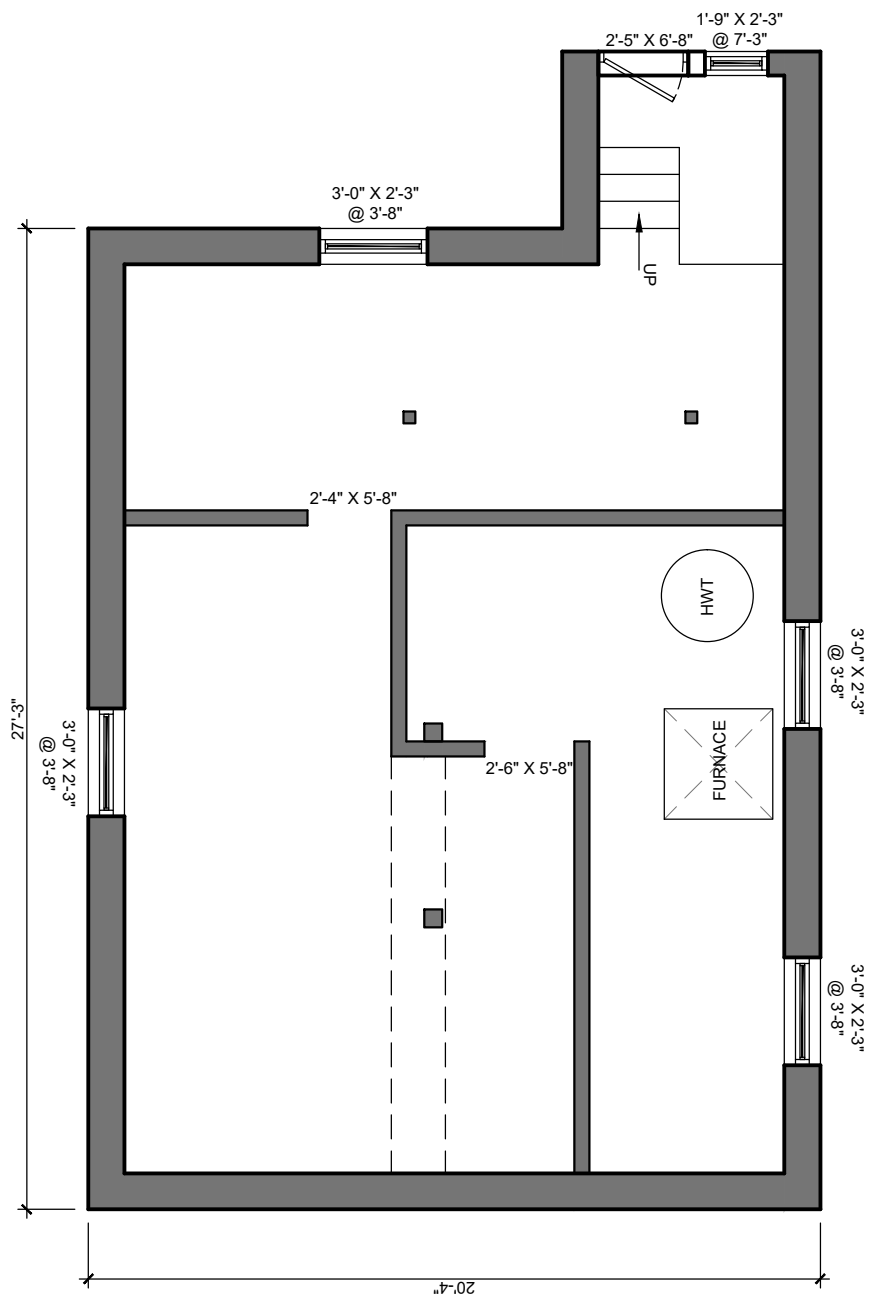 1'-9" X 2'-3"
@ 7'-3"
2'-5" X 6'-8"
3'-0" X 2'-3"
@ 3'-8"
UP
2'-4" X 5'-8"
HWT
3'-0" X 2'-3"
@ 3'-8"
27'-3"
3'-0" X 2'-3"
@ 3'-8"
FURNACE
2'-6" X 5'-8"
3'-0" X 2'-3"
@ 3'-8"
20'-4"